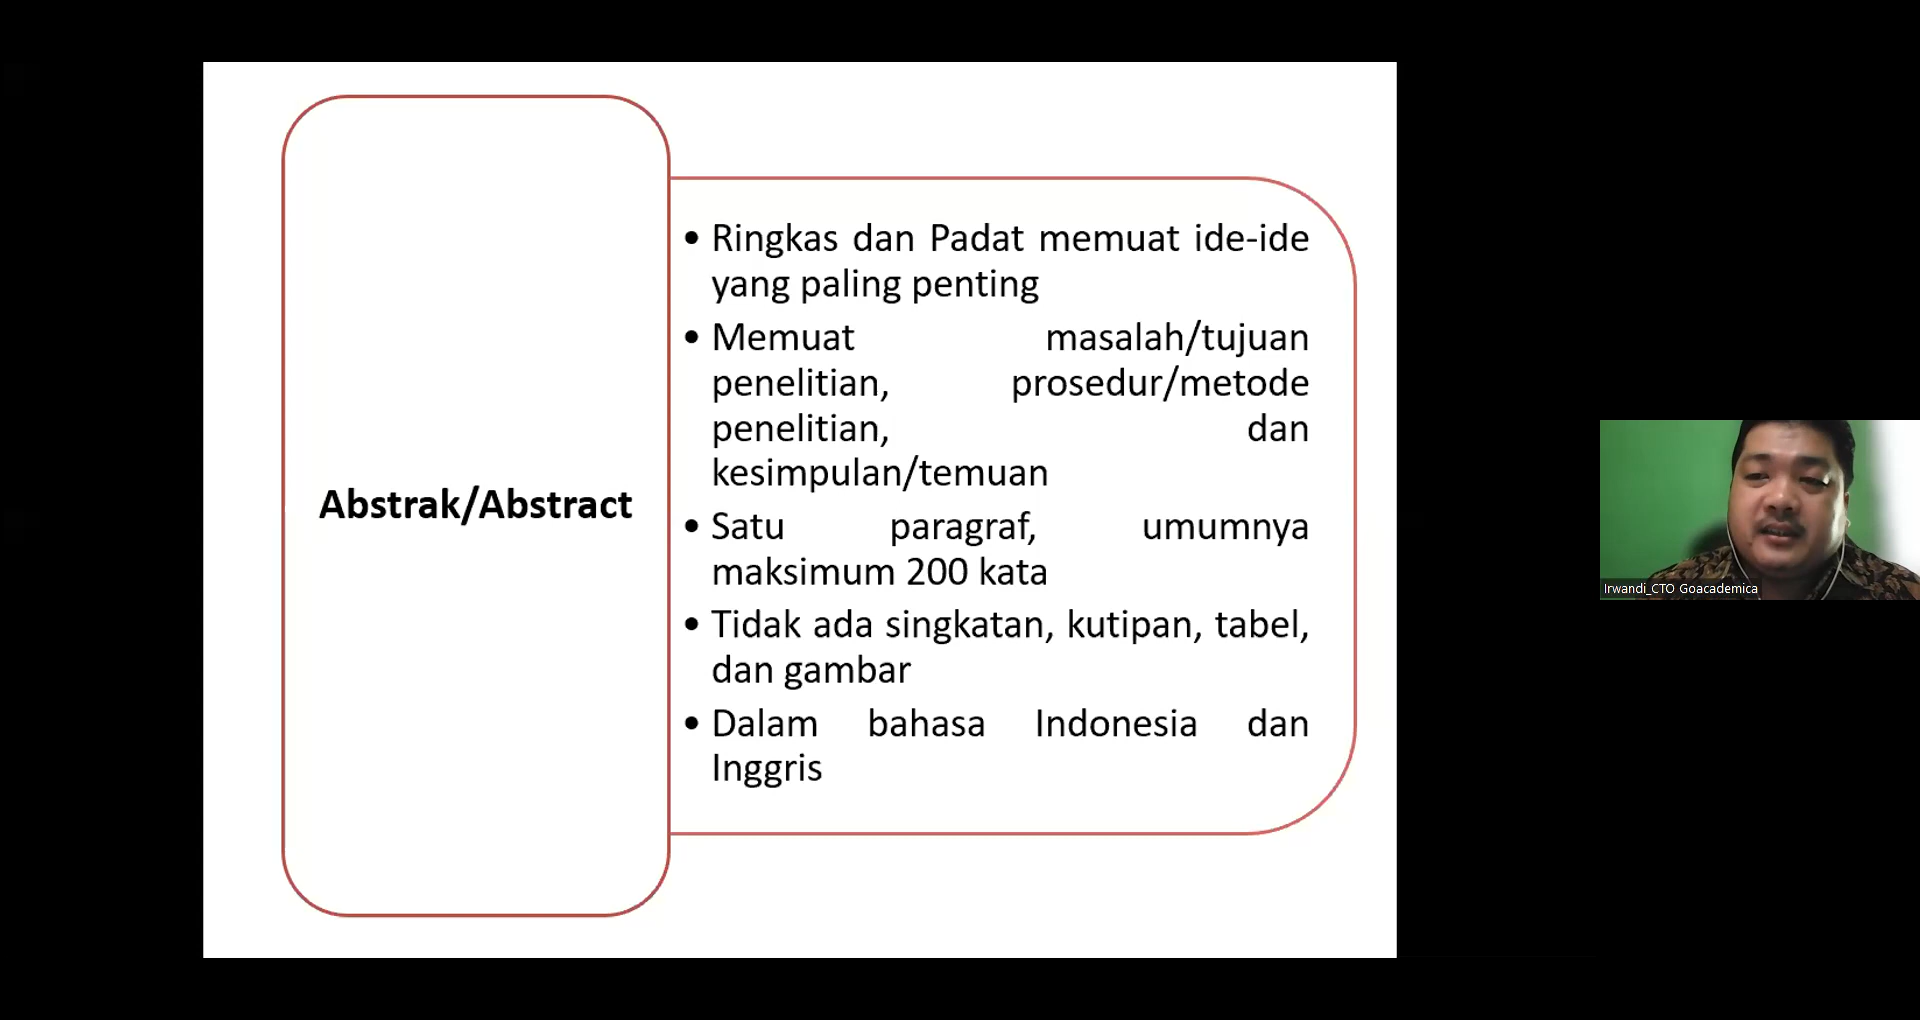 Abstrak/Abstract
• Ringkas dan Padat memuat ide-ide
yang paling penting
• Memuat masalah/tujuan
penelitian, prosedur/metode
penelitian, dan
kesimpulan/temuan
• Satu paragraf, umumnya
maksimum 200 kata
• Tidak ada singkatan, kutipan, tabel,
dan gambar
• Dalam bahasa Indonesia dan
Inggris
Irwandi_CTO Goacademica